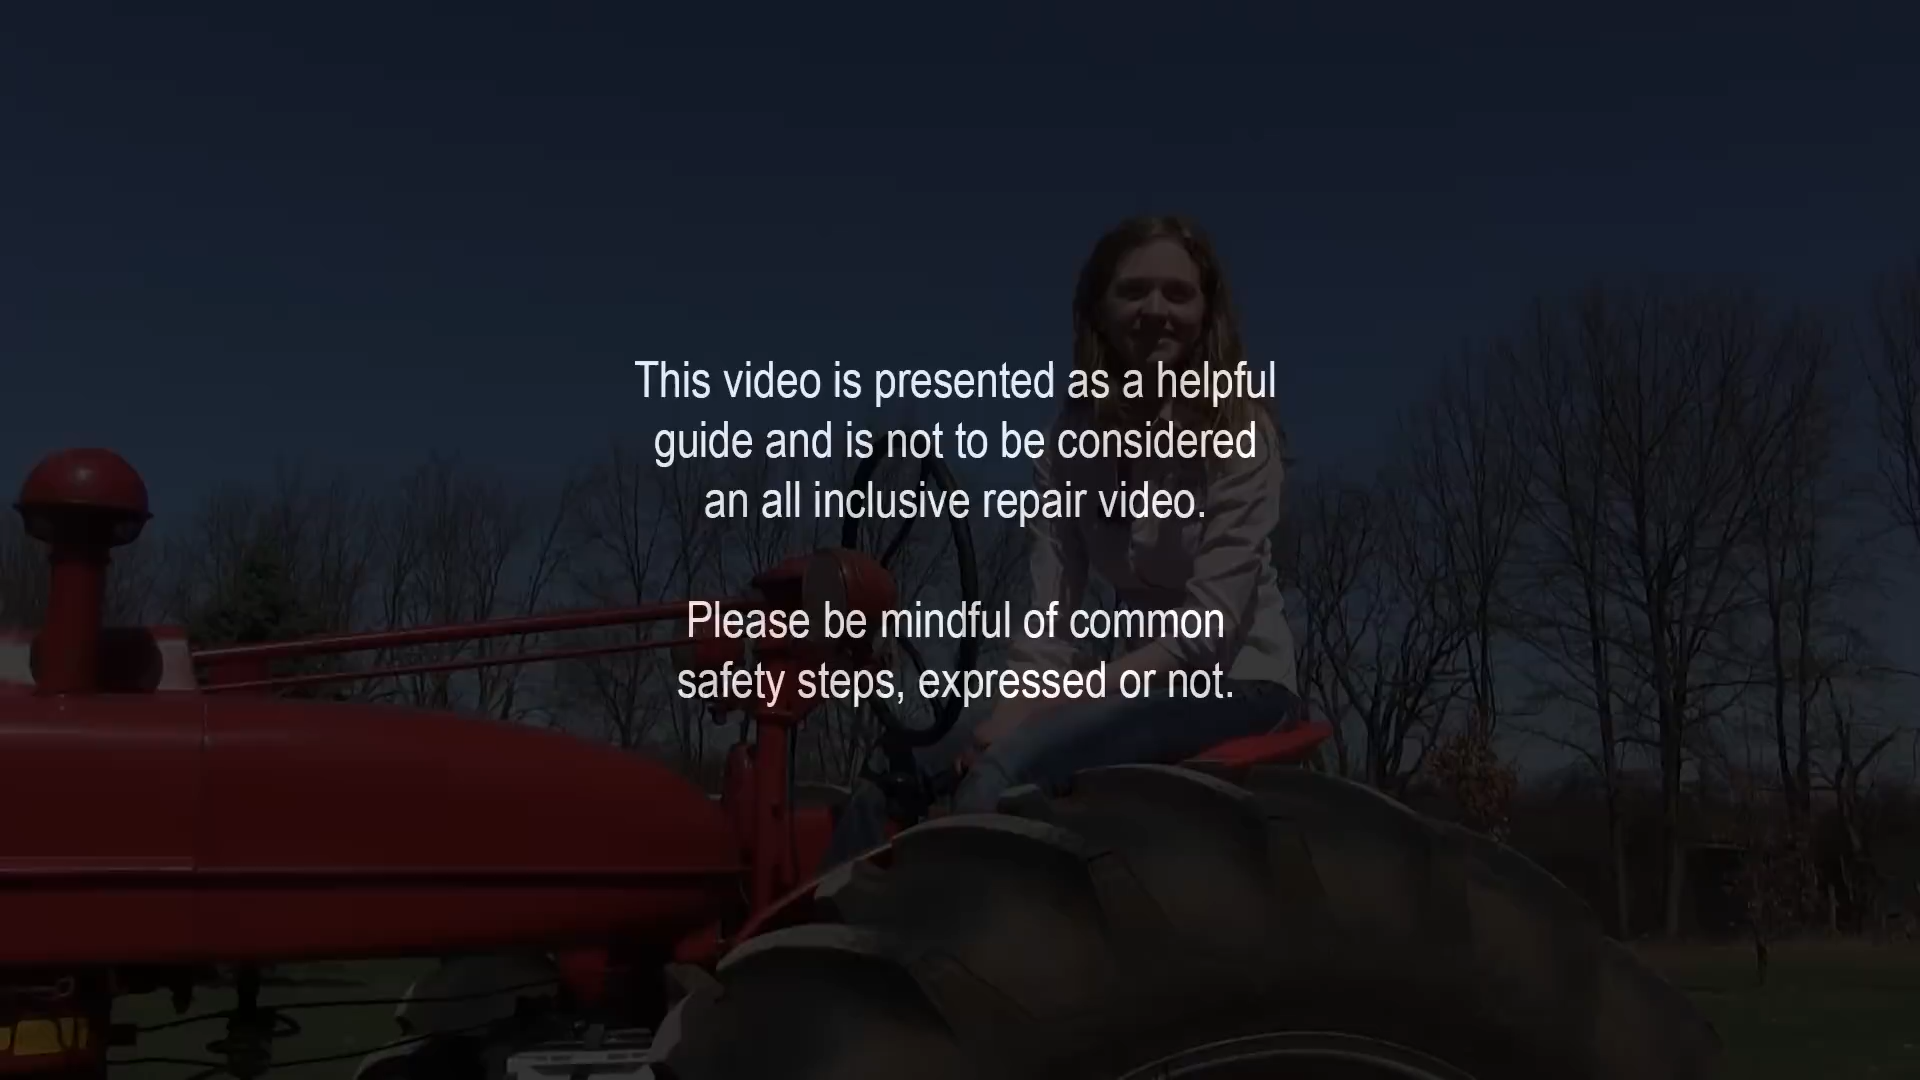 This video is presented as a helpful
guide and is not to be considered
an all inclusive repair video.
Please be mindful of common
safety steps, expressed or not.